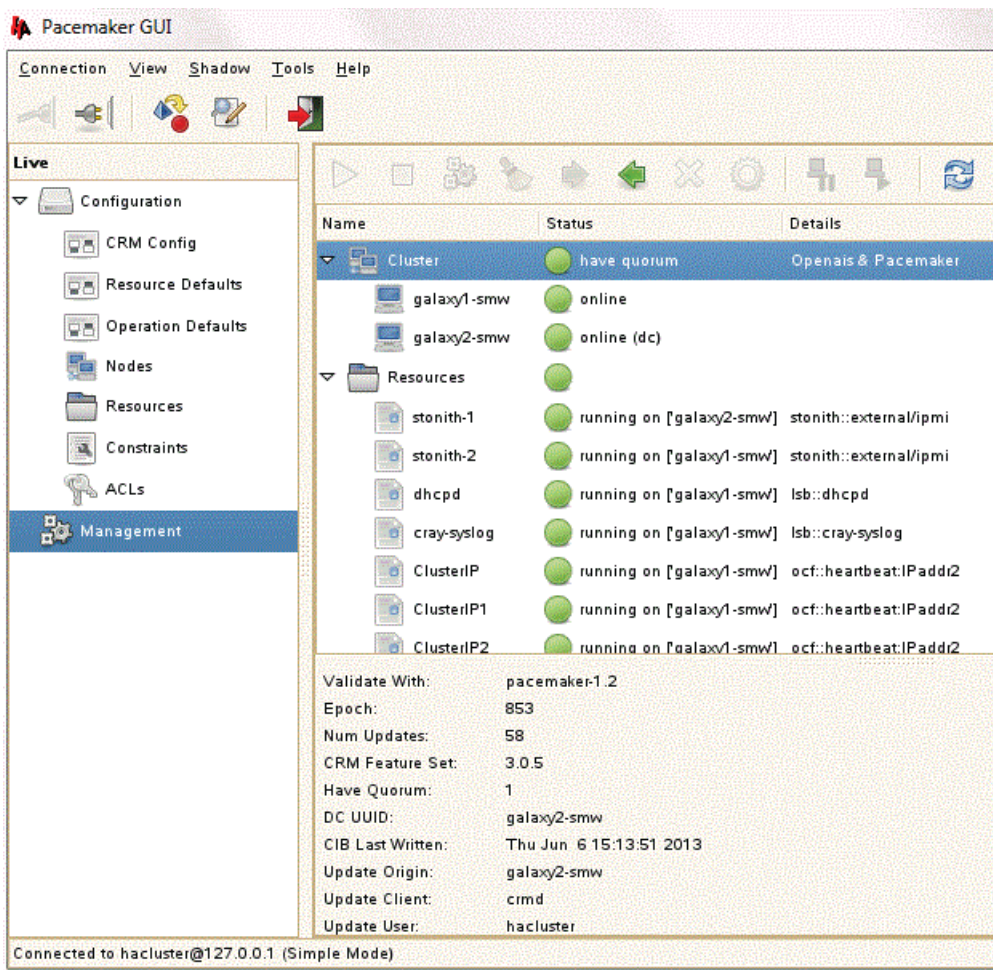 Pacemaker GUI
Connection View Shadow Tools Help
Live
Configuration
CRM Config
Resource Defaults
Operation Defaults
Nodes
Resources
Constraints
ACLs
Management
Name Status Details
Cluster have quorum Openais & Pacemaker
galaxy1-smw online
galaxy2-smw online (dc)
Resources
stonith-1 running on ['galaxy2-smw'] stonith::external/ipmi
stonith-2 running on ['galaxy1-smw'] stonith::external/ipmi
dhcpd running on ['galaxy1-smw'] lsb::dhcpd
cray-syslog running on ['galaxy1-smw'] lsb::cray-syslog
ClusterIP running on ['galaxy1-smw'] ocf::heartbeat:IPaddr2
ClusterIP1 running on ['galaxy1-smw'] ocf::heartbeat:IPaddr2
ClusterIP2 running on ['galaxy1-smw'] ocf::heartbeat:IPaddr2
Validate With: pacemaker-1.2
Epoch: 853
Num Updates: 58
CRM Feature Set: 3.0.5
Have Quorum: 1
DC UUID: galaxy2-smw
CIB Last Written: Thu Jun 6 15:13:51 2013
Update Origin: galaxy2-smw
Update Client: crmd
Update User: hacluster
Connected to hacluster@127.0.0.1 (Simple Mode)